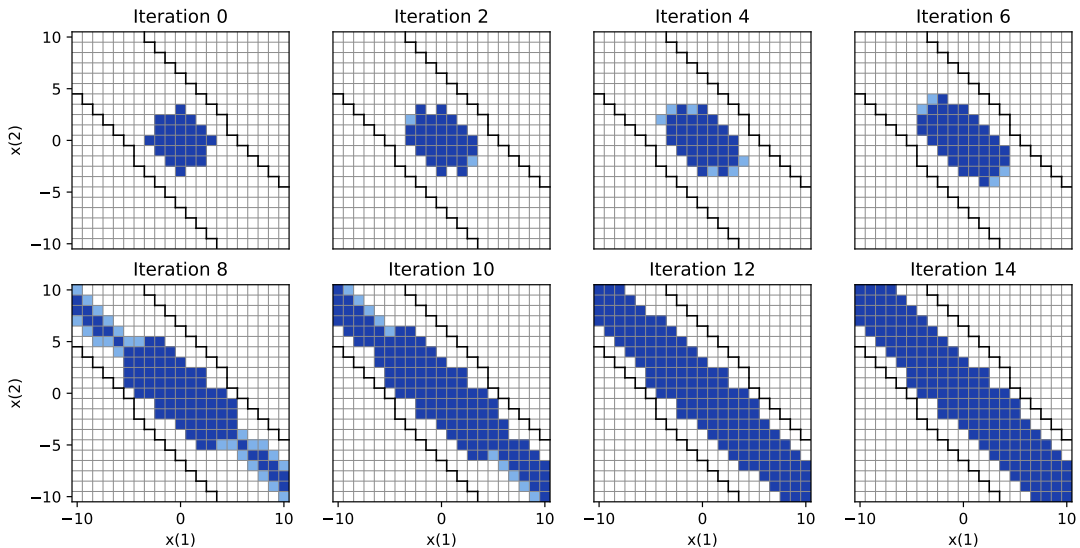 Iteration 0
Iteration 2
Iteration 4
Iteration 6
10
5
0
−5
−10
x(2)
Iteration 8
Iteration 10
Iteration 12
Iteration 14
10
5
0
−5
−10
x(2)
−10 0 10
−10 0 10
−10 0 10
−10 0 10
x(1)
x(1)
x(1)
x(1)